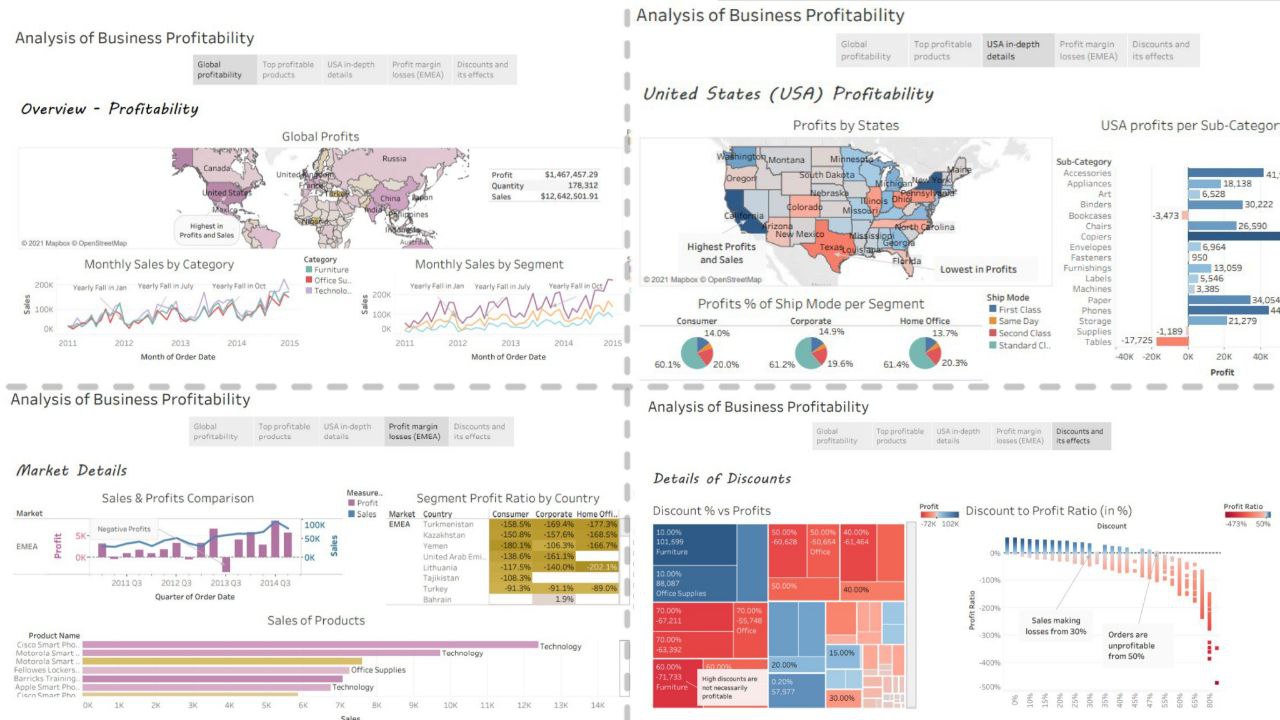 Analysis of Business Profitability
Global profitability
Top profitable products
USA in-depth details
Profit margin losses (EMEA)
Discounts and its effects
Overview - Profitability
Global Profits
Canada
Russia
United Kingdom
France
United States
Turkey
China
Japan
Mexico
India
Philippines
Indonesia
Australia
Highest in Profits and Sales
© 2021 Mapbox © OpenStreetMap
Profit $1,467,457.29
Quantity 178,312
Sales $12,642,501.91
Monthly Sales by Category
Yearly Fall in Jan
Yearly Fall in July
Yearly Fall in Oct
Sales
200K
100K
0K
2011 2012 2013 2014 2015
Month of Order Date
Category
Furniture
Office Su..
Technolo..
Monthly Sales by Segment
Yearly Fall in Jan
Yearly Fall in July
Yearly Fall in Oct
Sales
200K
100K
0K
2011 2012 2013 2014 2015
Month of Order Date
Analysis of Business Profitability
Global profitability
Top profitable products
USA in-depth details
Profit margin losses (EMEA)
Discounts and its effects
United States (USA) Profitability
Profits by States
Washington
Montana
Minnesota
Maine
Oregon
South Dakota
Michigan
New York
Nebraska
Pennsylvania
Colorado
Illinois
Ohio
California
Missouri
Arizona
New Mexico
North Carolina
Mississippi
Texas
Louisiana
Georgia
Florida
Highest Profits and Sales
Lowest in Profits
© 2021 Mapbox © OpenStreetMap
Profits % of Ship Mode per Segment
Consumer
14.0%
60.1%
20.0%
Corporate
14.9%
61.2%
19.6%
Home Office
13.7%
61.4%
20.3%
Ship Mode
First Class
Same Day
Second Class
Standard Cl..
USA profits per Sub-Categor
Sub-Category
Accessories 41,
Appliances 18,138
Art 6,528
Binders 30,222
Bookcases -3,473
Chairs 26,590
Copiers
Envelopes 6,964
Fasteners 950
Furnishings 13,059
Labels 5,546
Machines 3,385
Paper 34,054
Phones 44
Storage 21,279
Supplies -1,189
Tables -17,725
-40K -20K 0K 20K 40K
Profit
Analysis of Business Profitability
Global profitability
Top profitable products
USA in-depth details
Profit margin losses (EMEA)
Discounts and its effects
Market Details
Sales & Profits Comparison
Market
EMEA
Negative Profits
Profit
5K
0K
100K
50K
0K
Sales
2011 Q3 2012 Q3 2013 Q3 2014 Q3
Quarter of Order Date
Measure..
Profit
Sales
Segment Profit Ratio by Country
Market Country Consumer Corporate Home Offi..
EMEA Turkmenistan -158.5% -169.4% -177.3%
Kazakhstan -150.8% -157.6% -168.5%
Yemen -180.1% -106.3% -166.7%
United Arab Emi.. -138.6% -161.1%
Lithuania -117.5% -140.0% -202.1%
Tajikistan -108.3%
Turkey -91.3% -91.1% -89.0%
Bahrain 1.9%
Sales of Products
Product Name
Cisco Smart Pho.. Technology
Motorola Smart .. Technology
Motorola Smart ..
Fellowes Lockers.. Office Supplies
Barricks Training..
Apple Smart Pho.. Technology
Cisco Smart Pho..
0K 1K 2K 3K 4K 5K 6K 7K 8K 9K 10K 11K 12K 13K 14K
Sales
Analysis of Business Profitability
Global profitability
Top profitable products
USA in-depth details
Profit margin losses (EMEA)
Discounts and its effects
Details of Discounts
Discount % vs Profits
Profit
-72K 102K
10.00%
101,599
Furniture
10.00%
88,087
Office Supplies
50.00%
-60,628
50.00%
-50,654
Office
40.00%
-61,464
50.00%
40.00%
70.00%
-67,211
70.00%
-55,748
Office
70.00%
-63,392
60.00%
-71,733
Furniture
60.00%
High discounts are not necessarily profitable
20.00%
0.20%
57,977
15.00%
30.00%
Discount to Profit Ratio (in %)
Profit Ratio
-473% 50%
Discount
Profit Ratio
0%
-100%
-200%
-300%
-400%
-500%
Sales making losses from 30%
Orders are unprofitable from 50%
0% 10% 15% 20% 25% 30% 35% 40% 45% 47% 55% 65% 70% 80%